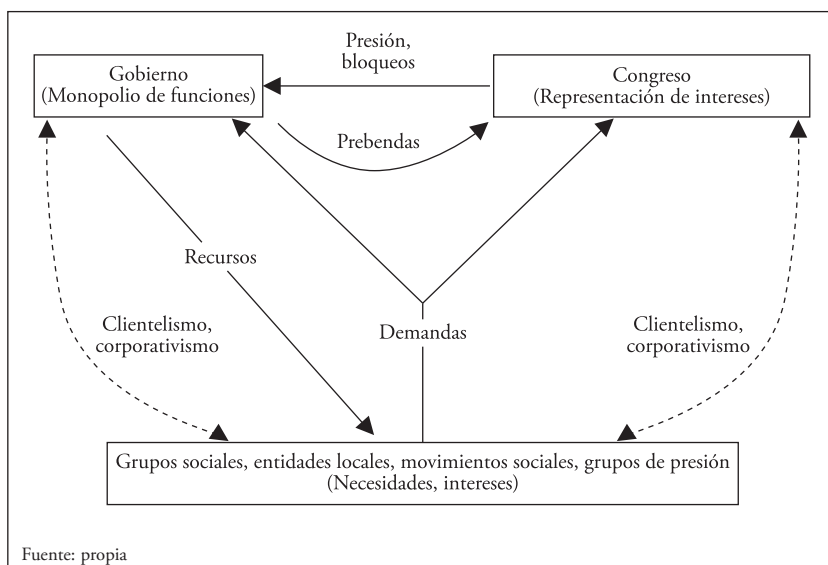 Presión,
bloqueos
Gobierno
(Monopolio de funciones)
Congreso
(Representación de intereses)
Prebendas
Recursos
Clientelismo,
corporativismo
Demandas
Clientelismo,
corporativismo
Grupos sociales, entidades locales, movimientos sociales, grupos de presión
(Necesidades, intereses)
Fuente: propia